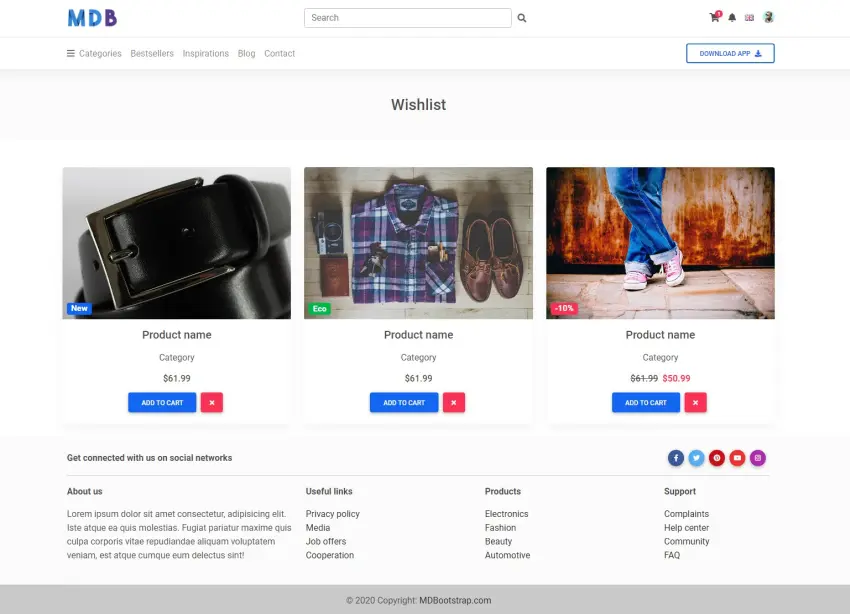 MDB
Search
1
Categories Bestsellers Inspirations Blog Contact
DOWNLOAD APP
Wishlist
New
Eco
-10%
Product name
Product name
Product name
Category
Category
Category
$61.99
$61.99
$61.99 $50.99
ADD TO CART
ADD TO CART
ADD TO CART
Get connected with us on social networks
About us
Lorem ipsum dolor sit amet consectetur, adipisicing elit.
Iste atque ea quis molestias. Fugiat pariatur maxime quis
culpa corporis vitae repudiandae aliquam voluptatem
veniam, est atque cumque eum delectus sint!
Useful links
Privacy policy
Media
Job offers
Cooperation
Products
Electronics
Fashion
Beauty
Automotive
Support
Complaints
Help center
Community
FAQ
© 2020 Copyright: MDBootstrap.com